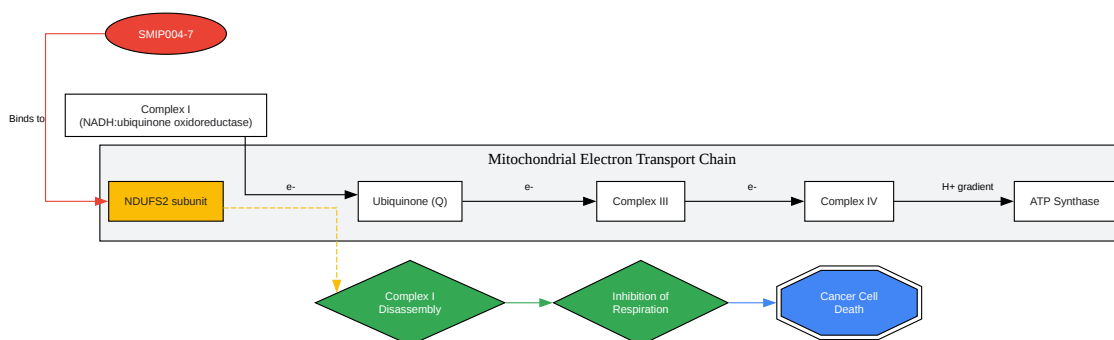 SMIP004-7
Binds to
Complex I
(NADH:ubiquinone oxidoreductase)
Mitochondrial Electron Transport Chain
NDUFS2 subunit
e-
Ubiquinone (Q)
e-
Complex III
e-
Complex IV
H+ gradient
ATP Synthase
Complex I
Disassembly
Inhibition of
Respiration
Cancer Cell
Death